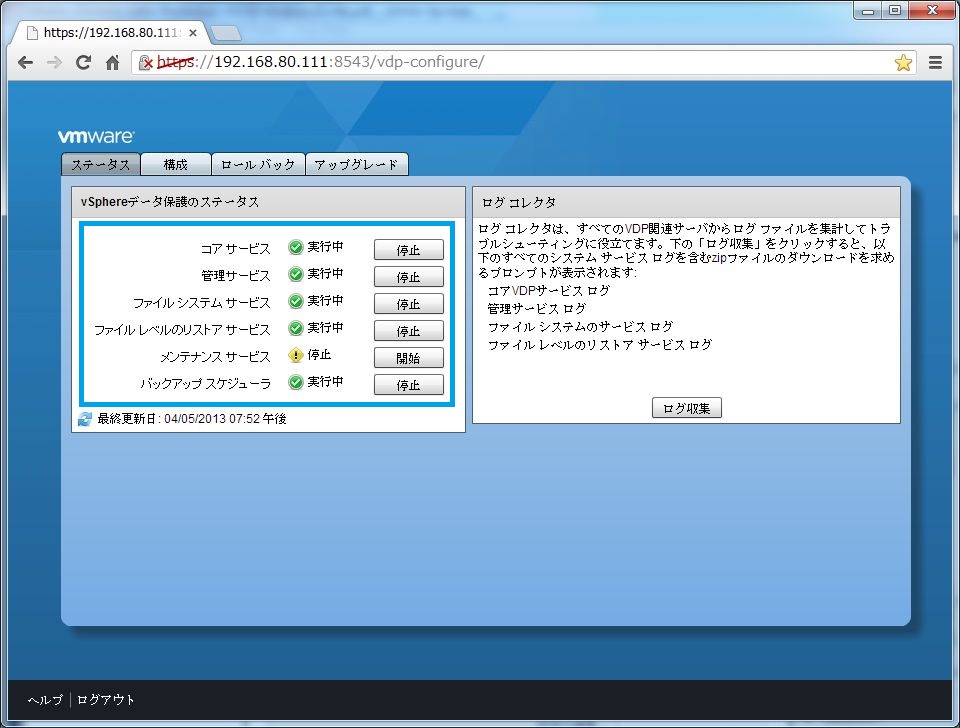 https://192.168.80.111:
https://192.168.80.111:8543/vdp-configure/
vmware
ステータス 構成 ロール バック アップグレード
vSphereデータ保護のステータス
コア サービス 実行中 停止
管理サービス 実行中 停止
ファイル システム サービス 実行中 停止
ファイル レベルのリストア サービス 実行中 停止
メンテナンス サービス 停止 開始
バックアップ スケジューラ 実行中 停止
最終更新日: 04/05/2013 07:52 午後
ログ コレクタ
ログ コレクタは、すべてのVDP関連サーバからログ ファイルを集計してトラ
ブルシューティングに役立てます。下の「ログ収集」をクリックすると、以
下のすべてのシステム サービス ログを含むzipファイルのダウンロードを求め
るプロンプトが表示されます:
コアVDPサービス ログ
管理サービス ログ
ファイル システムのサービス ログ
ファイル レベルのリストア サービス ログ
ログ収集
ヘルプ | ログアウト